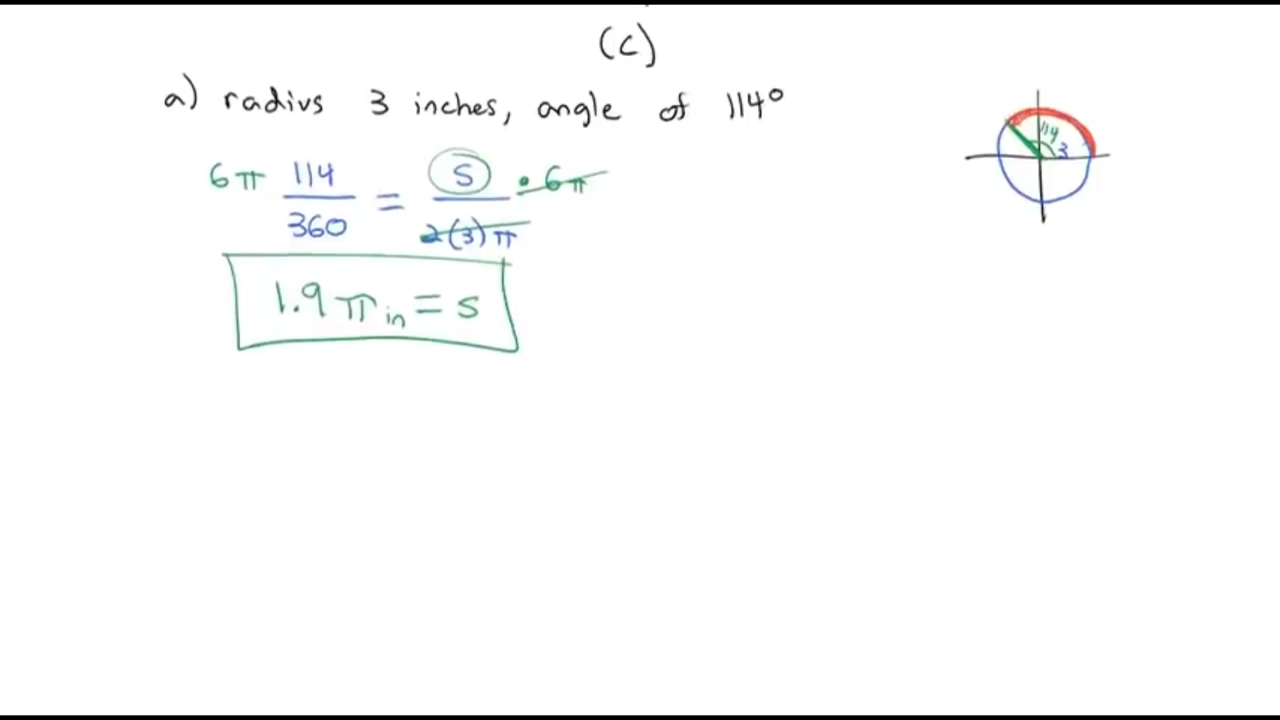 (c)
a) radius 3 inches, angle of 114°
6π 114/360 = s/2(3)π · 6π
1.9π in = s
114
3